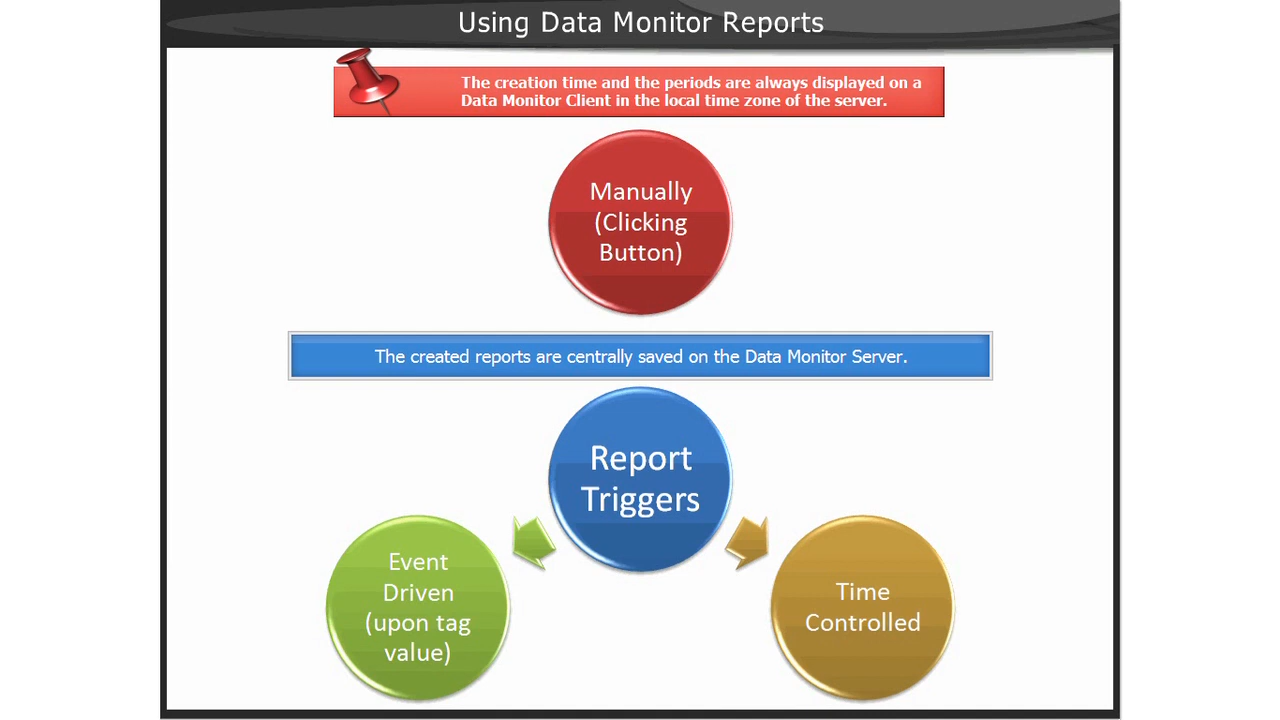 Using Data Monitor Reports
The creation time and the periods are always displayed on a
Data Monitor Client in the local time zone of the server.
Manually
(Clicking
Button)
The created reports are centrally saved on the Data Monitor Server.
Report
Triggers
Event
Driven
(upon tag
value)
Time
Controlled